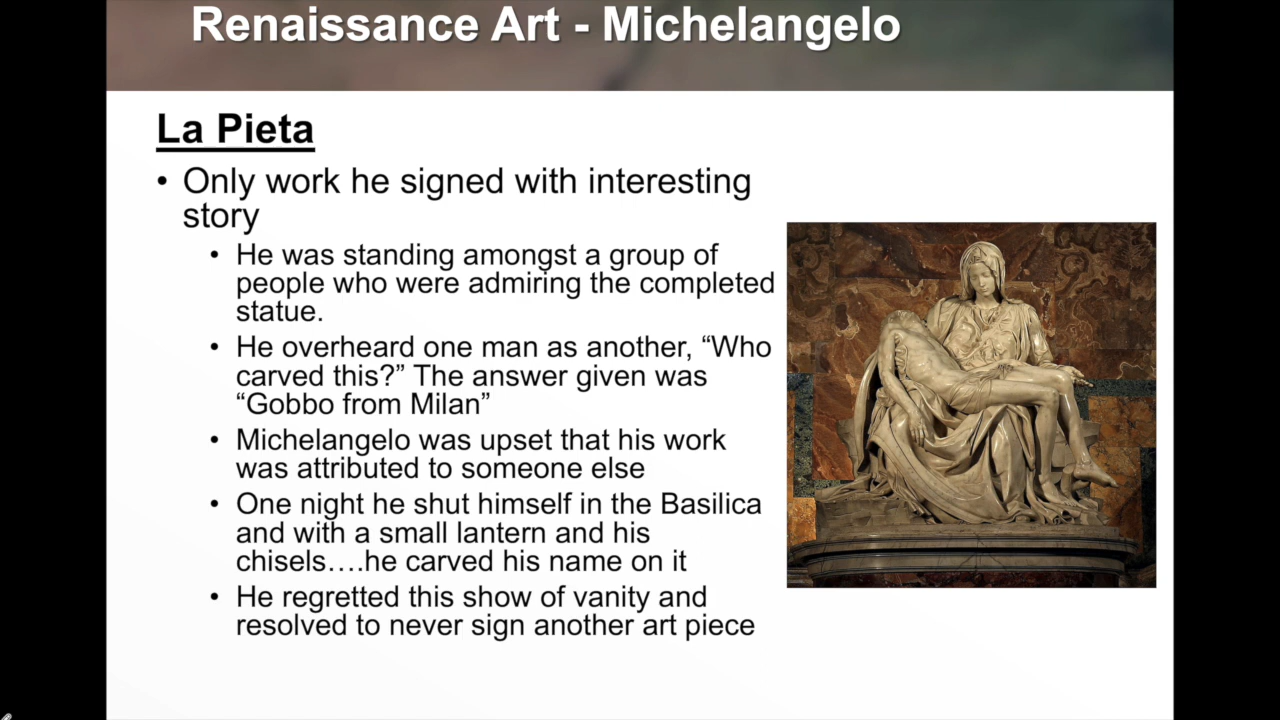 Renaissance Art - Michelangelo
La Pieta
• Only work he signed with interesting
story
• He was standing amongst a group of
people who were admiring the completed
statue.
• He overheard one man as another, “Who
carved this?” The answer given was
“Gobbo from Milan”
• Michelangelo was upset that his work
was attributed to someone else
• One night he shut himself in the Basilica
and with a small lantern and his
chisels….he carved his name on it
• He regretted this show of vanity and
resolved to never sign another art piece